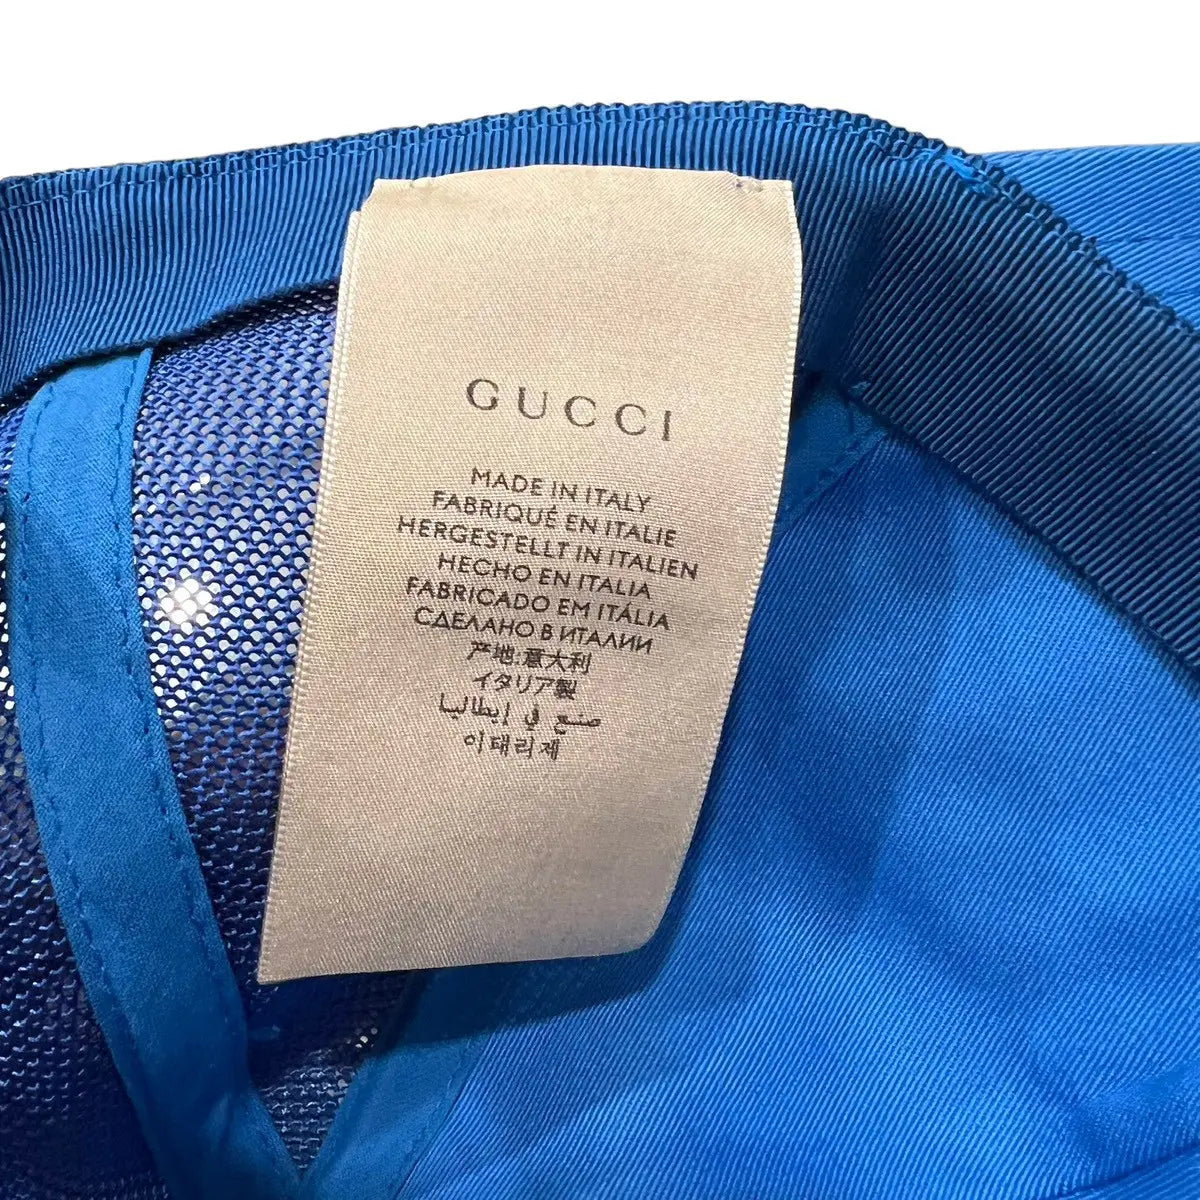 GUCCI
MADE IN ITALY
FABRIQUÉ EN ITALIE
HERGESTELLT IN ITALIEN
HECHO EN ITALIA
FABRICADO EM ITÁLIA
СДЕЛАНО В ИТАЛИИ
产地:意大利
イタリア製
صنع في إيطاليا
이태리제